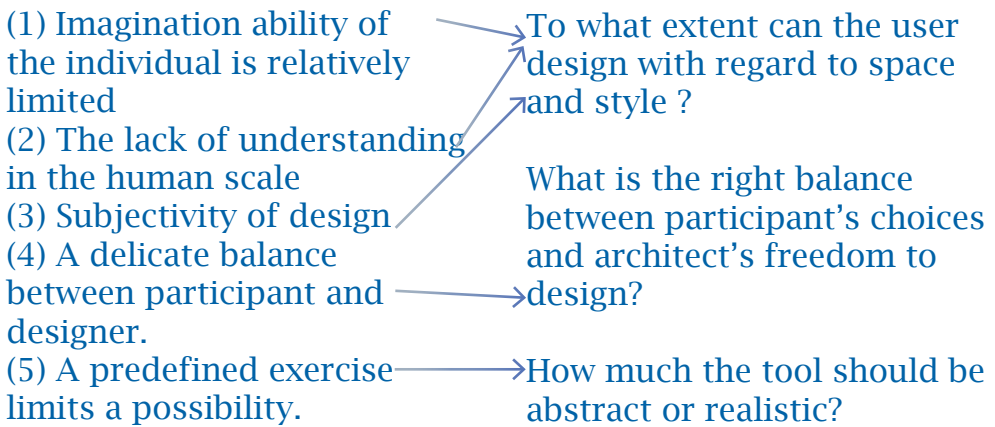 (1) Imagination ability of
the individual is relatively
limited
(2) The lack of understanding
in the human scale
(3) Subjectivity of design
(4) A delicate balance
between participant and
designer.
(5) A predefined exercise
limits a possibility.
To what extent can the user
design with regard to space
and style ?
What is the right balance
between participant’s choices
and architect’s freedom to
design?
How much the tool should be
abstract or realistic?